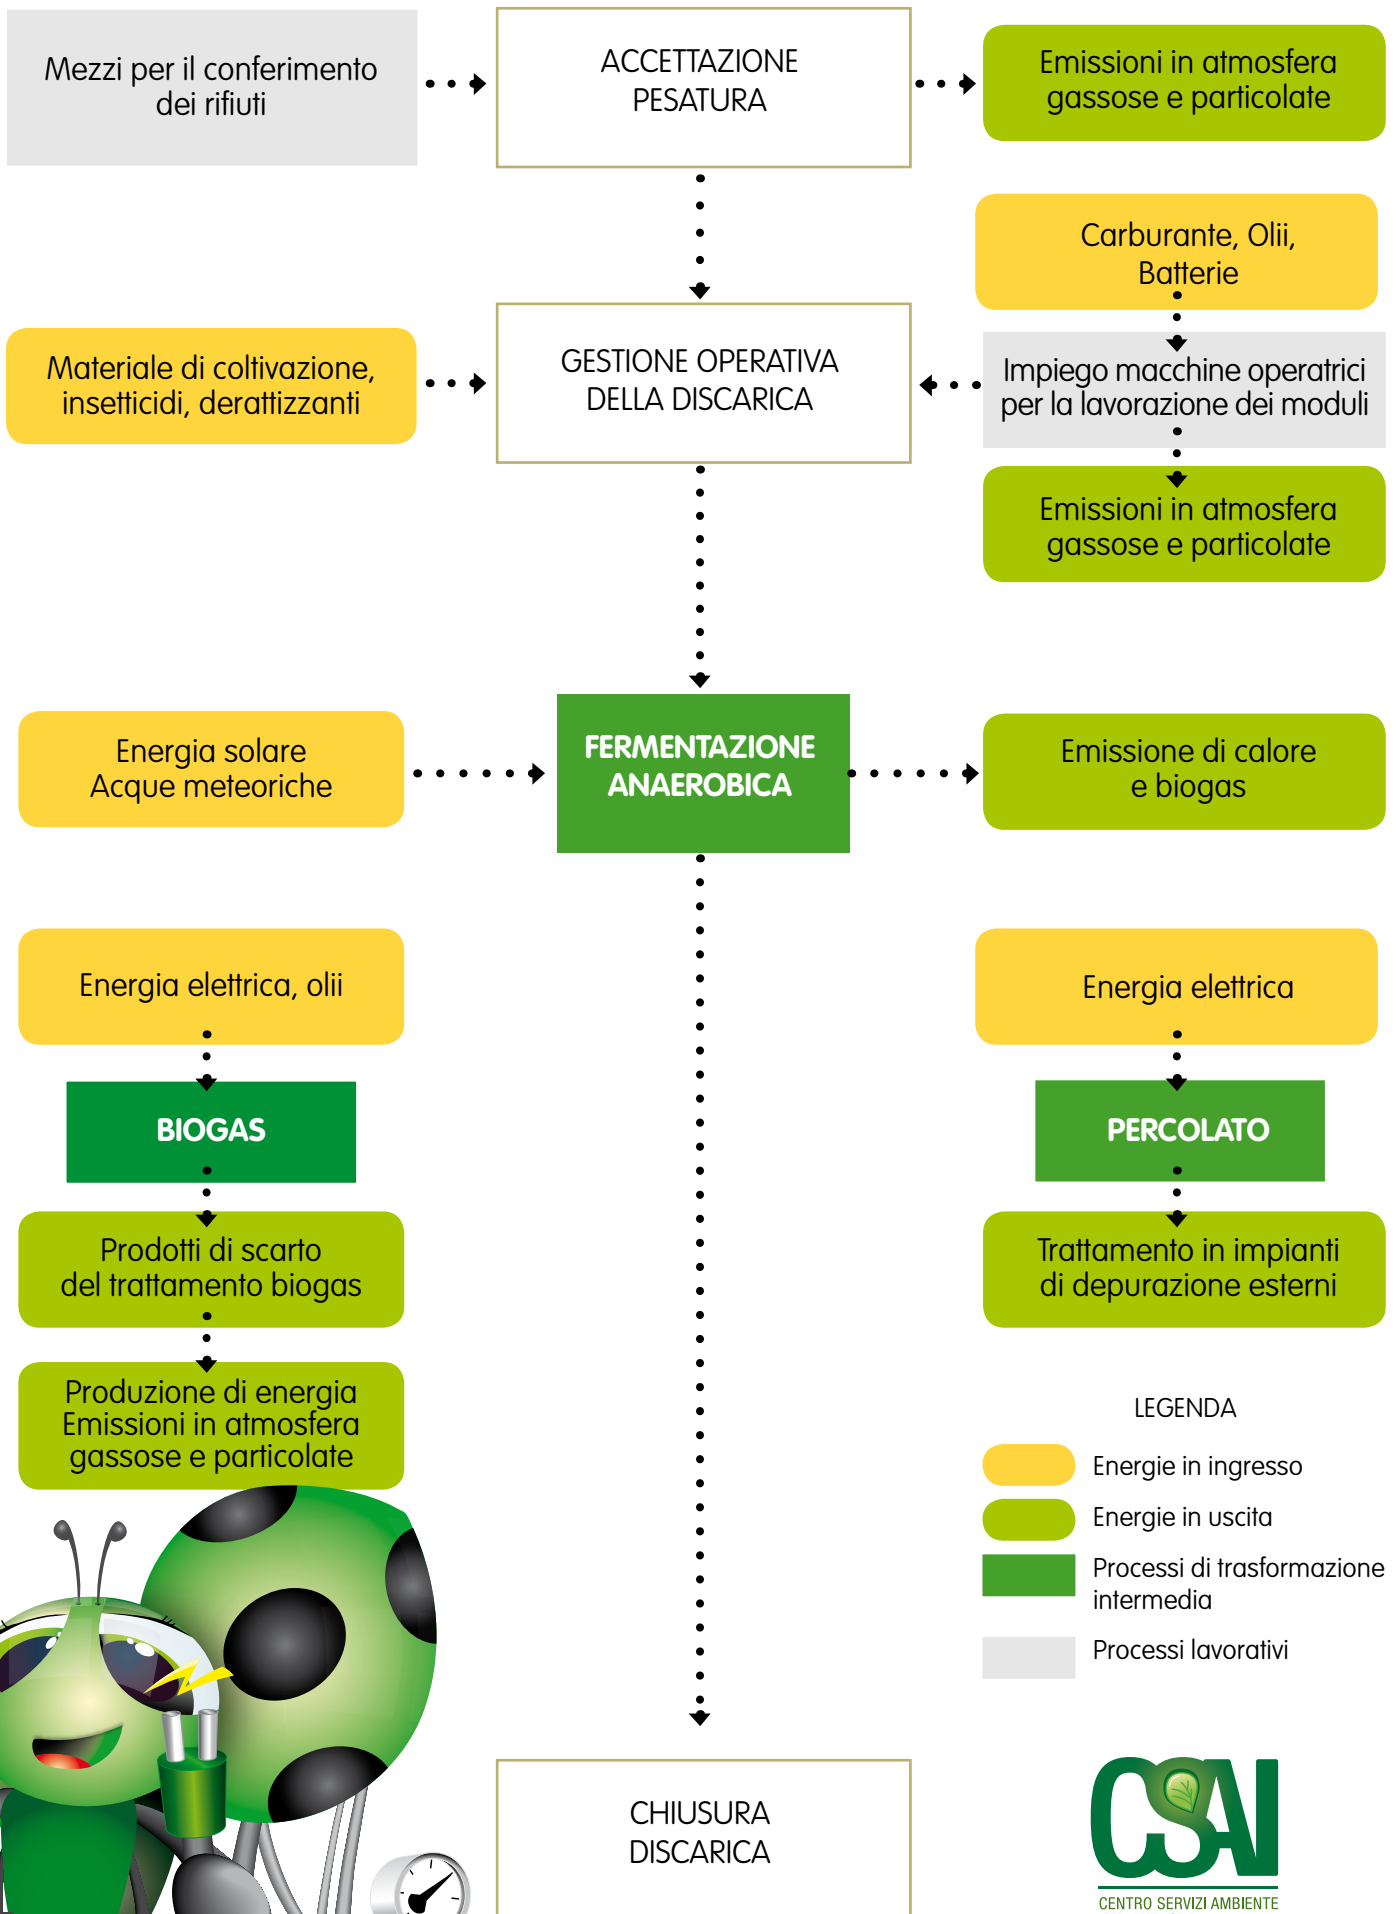 Mezzi per il conferimento
dei rifiuti
ACCETTAZIONE
PESATURA
Emissioni in atmosfera
gassose e particolate
Carburante, Olii,
Batterie
Materiale di coltivazione,
insetticidi, derattizzanti
GESTIONE OPERATIVA
DELLA DISCARICA
Impiego macchine operatrici
per la lavorazione dei moduli
Emissioni in atmosfera
gassose e particolate
Energia solare
Acque meteoriche
FERMENTAZIONE
ANAEROBICA
Emissione di calore
e biogas
Energia elettrica, olii
Energia elettrica
BIOGAS
PERCOLATO
Prodotti di scarto
del trattamento biogas
Trattamento in impianti
di depurazione esterni
Produzione di energia
Emissioni in atmosfera
gassose e particolate
LEGENDA
Energie in ingresso
Energie in uscita
Processi di trasformazione
intermedia
Processi lavorativi
CHIUSURA
DISCARICA
CSAI
CENTRO SERVIZI AMBIENTE